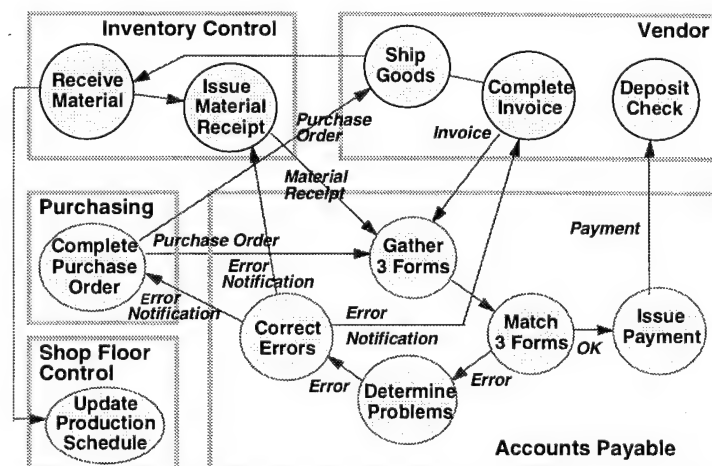 Inventory Control
Vendor
Receive
Material
Issue
Material
Receipt
Ship
Goods
Complete
Invoice
Deposit
Check
Purchase
Order
Invoice
Material
Receipt
Purchasing
Complete
Purchase
Order
Purchase Order
Error
Notification
Error
Notification
Gather
3 Forms
Payment
Correct
Errors
Error
Notification
Match
3 Forms
OK
Issue
Payment
Error
Determine
Problems
Error
Shop Floor
Control
Update
Production
Schedule
Accounts Payable